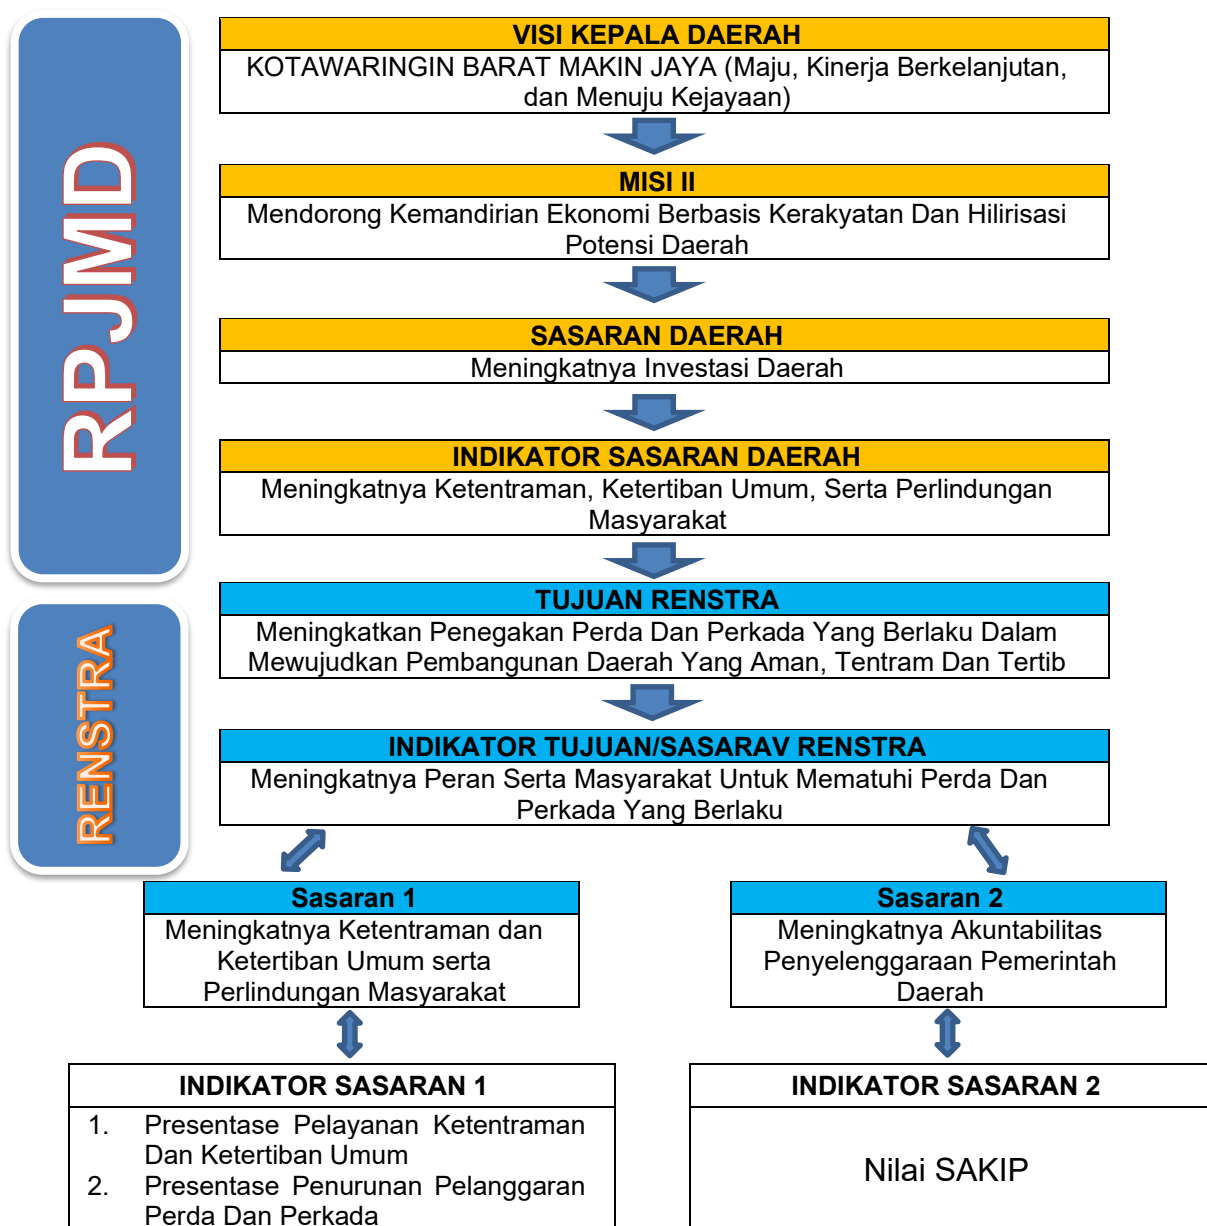 RPJMD
VISI KEPALA DAERAH
KOTAWARINGIN BARAT MAKIN JAYA (Maju, Kinerja Berkelanjutan,
dan Menuju Kejayaan)
MISI II
Mendorong Kemandirian Ekonomi Berbasis Kerakyatan Dan Hilirisasi
Potensi Daerah
SASARAN DAERAH
Meningkatnya Investasi Daerah
INDIKATOR SASARAN DAERAH
Meningkatnya Ketentraman, Ketertiban Umum, Serta Perlindungan
Masyarakat
RENSTRA
TUJUAN RENSTRA
Meningkatkan Penegakan Perda Dan Perkada Yang Berlaku Dalam
Mewujudkan Pembangunan Daerah Yang Aman, Tentram Dan Tertib
INDIKATOR TUJUAN/SASARAV RENSTRA
Meningkatnya Peran Serta Masyarakat Untuk Mematuhi Perda Dan
Perkada Yang Berlaku
Sasaran 1
Meningkatnya Ketentraman dan
Ketertiban Umum serta
Perlindungan Masyarakat
Sasaran 2
Meningkatnya Akuntabilitas
Penyelenggaraan Pemerintah
Daerah
INDIKATOR SASARAN 1
1. Presentase Pelayanan Ketentraman
Dan Ketertiban Umum
2. Presentase Penurunan Pelanggaran
Perda Dan Perkada
INDIKATOR SASARAN 2
Nilai SAKIP